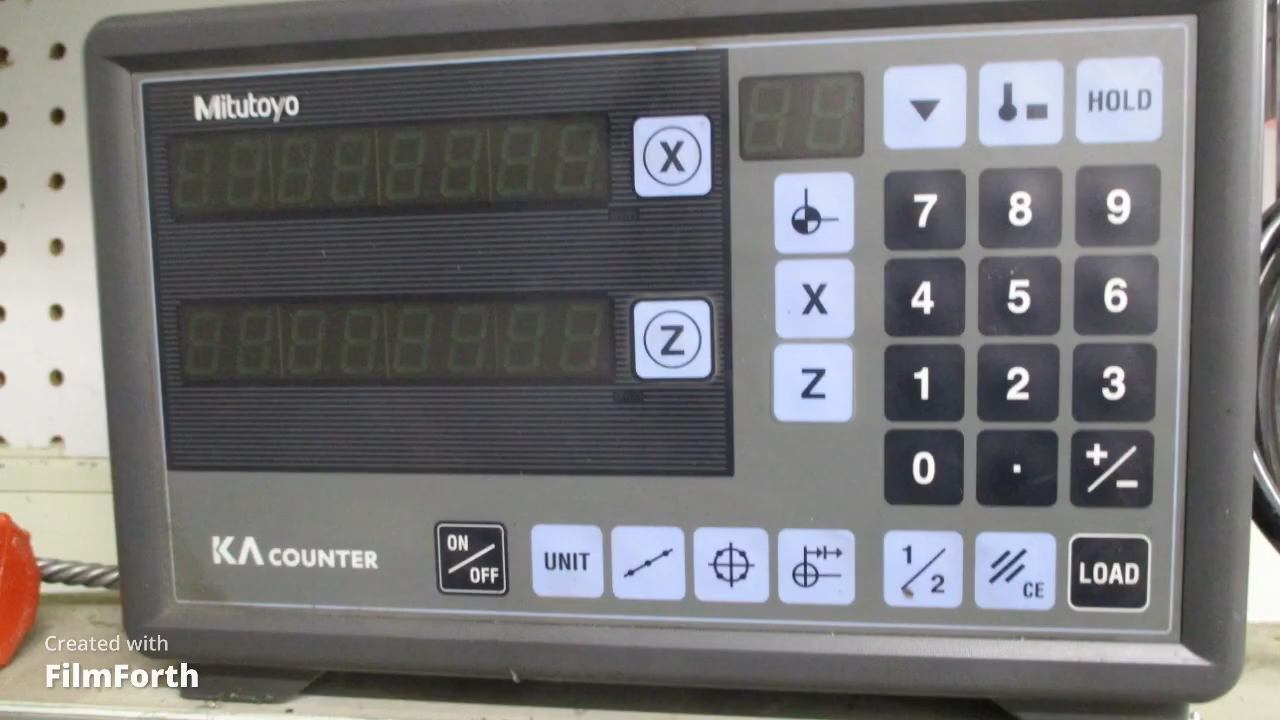 Mitutoyo
X
HOLD
7 8 9
Z
X
4 5 6
Z
1 2 3
0 . +/-
KA COUNTER
ON/OFF
UNIT
1/2
CE
LOAD
Created with
FilmForth